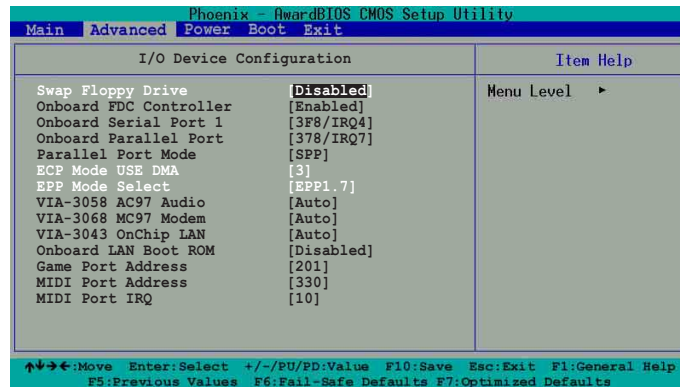 Phoenix - AwardBIOS CMOS Setup Utility
Main Advanced Power Boot Exit
I/O Device Configuration
Item Help
Swap Floppy Drive [Disabled]
Menu Level ▸
Onboard FDC Controller [Enabled]
Onboard Serial Port 1 [3F8/IRQ4]
Onboard Parallel Port [378/IRQ7]
Parallel Port Mode [SPP]
ECP Mode USE DMA [3]
EPP Mode Select [EPP1.7]
VIA-3058 AC97 Audio [Auto]
VIA-3068 MC97 Modem [Auto]
VIA-3043 OnChip LAN [Auto]
Onboard LAN Boot ROM [Disabled]
Game Port Address [201]
MIDI Port Address [330]
MIDI Port IRQ [10]
↑↓→←:Move Enter:Select +/-/PU/PD:Value F10:Save Esc:Exit F1:General Help
F5:Previous Values F6:Fail-Safe Defaults F7:Optimized Defaults